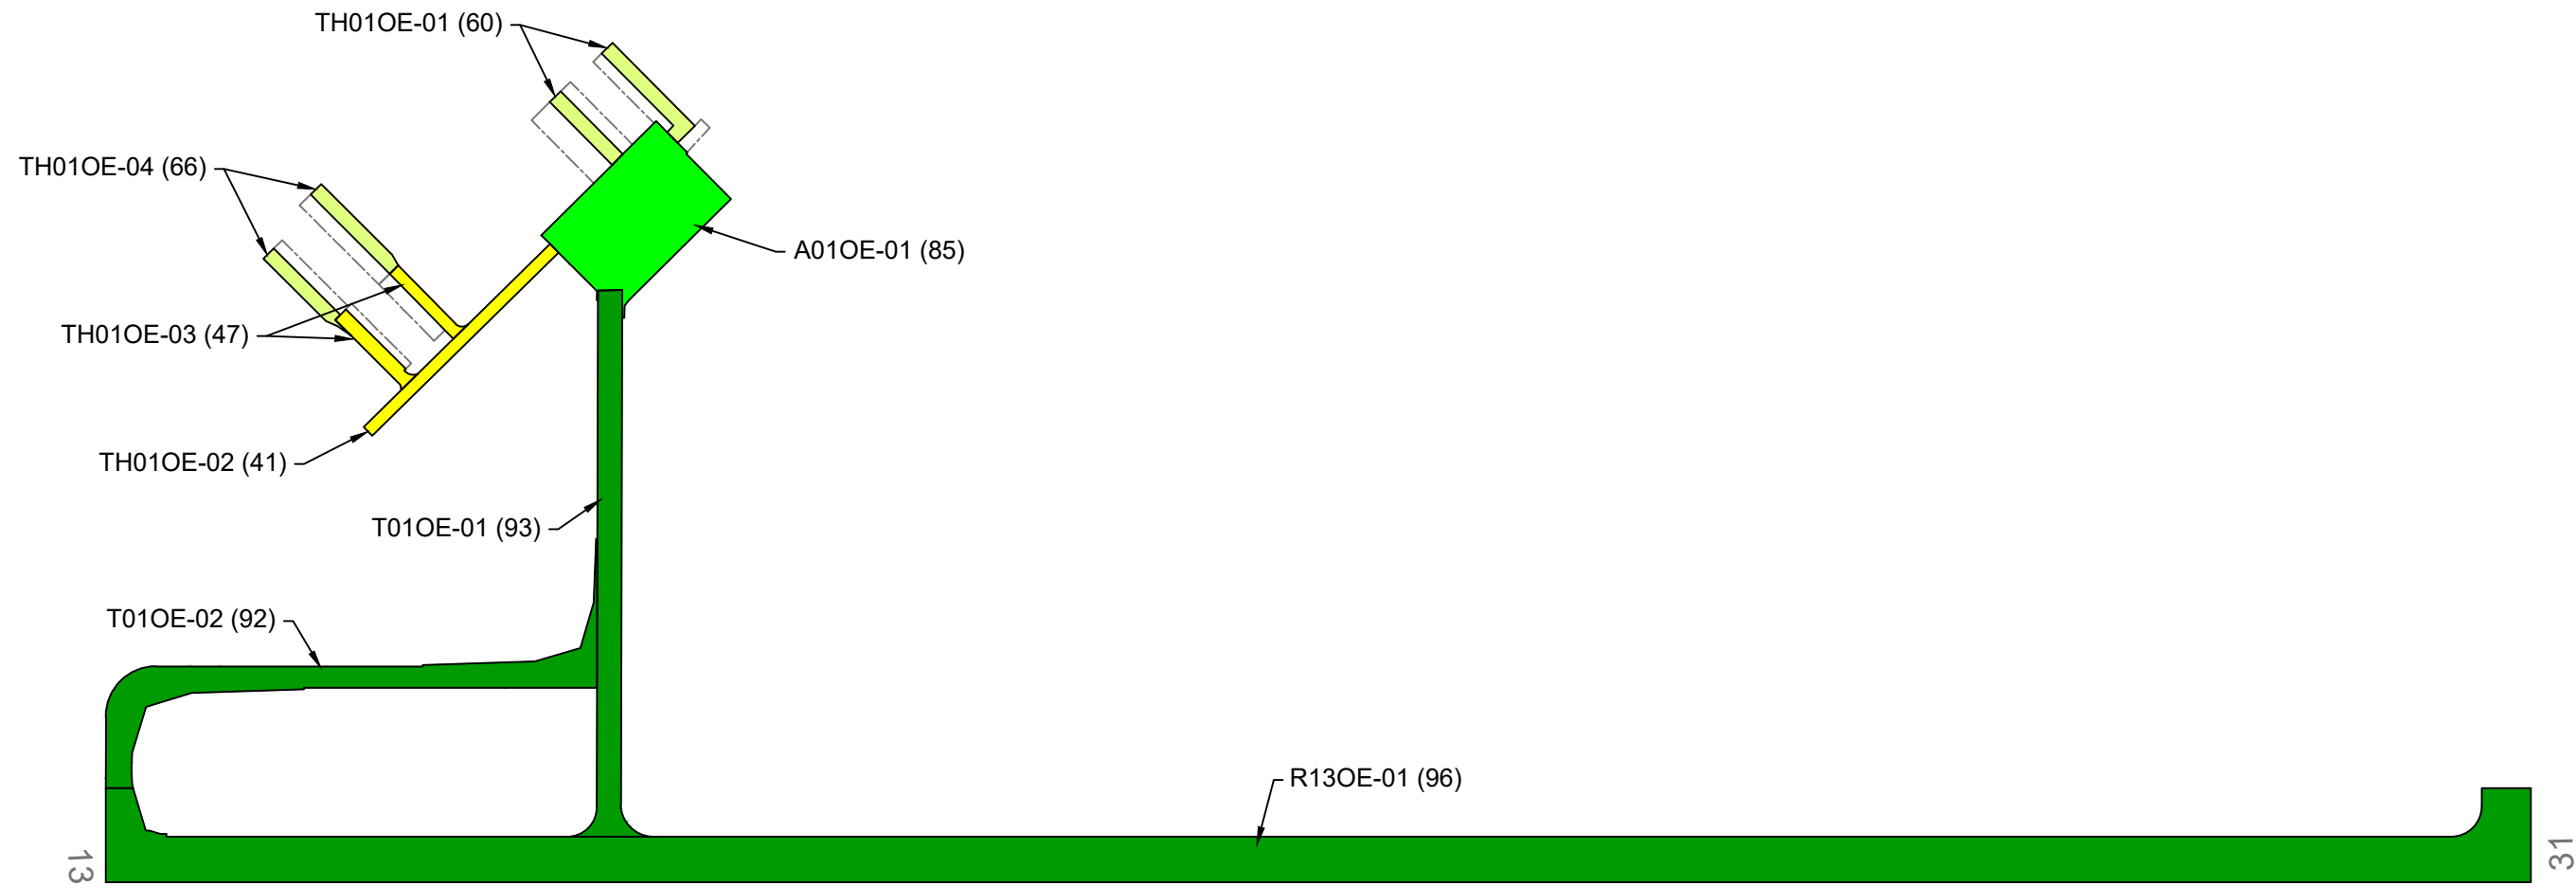 TH01OE-01 (60)
TH01OE-04 (66)
A01OE-01 (85)
TH01OE-03 (47)
TH01OE-02 (41)
T01OE-01 (93)
T01OE-02 (92)
R13OE-01 (96)
13
31